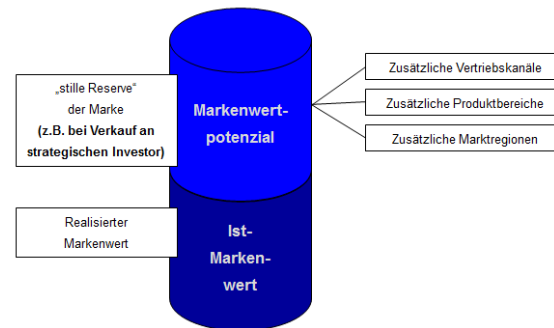 „stille Reserve“
der Marke
(z.B. bei Verkauf an
strategischen Investor)
Markenwert-
potenzial
Zusätzliche Vertriebskanäle
Zusätzliche Produktbereiche
Zusätzliche Marktregionen
Realisierter
Markenwert
Ist-
Marken-
wert